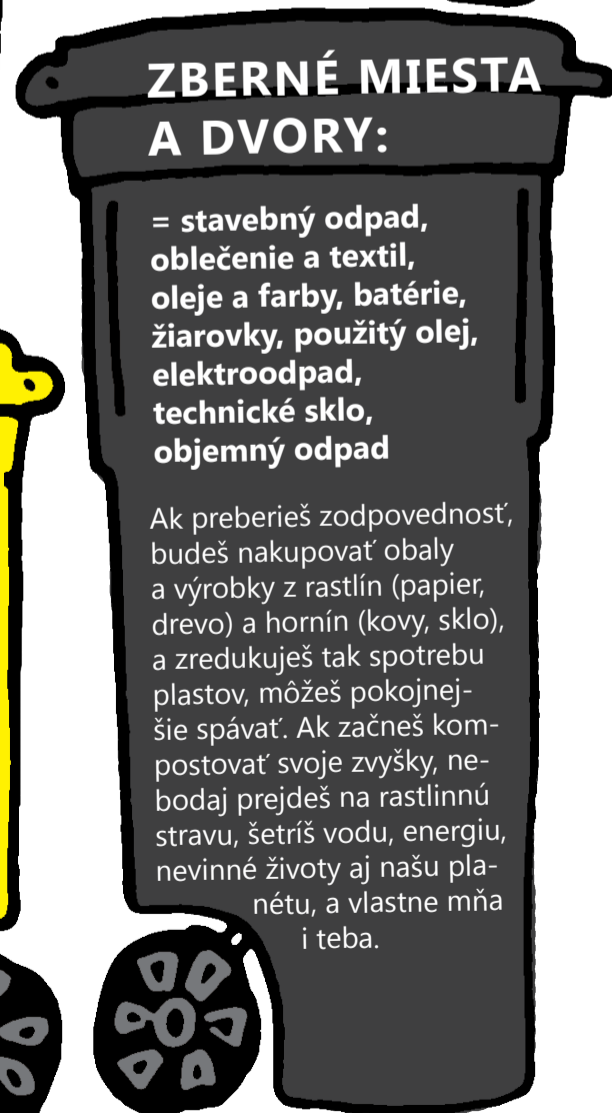 ZBERNÉ MIESTA
A DVORY:
= stavebný odpad,
oblečenie a textil,
oleje a farby, batérie,
žiarovky, použitý olej,
elektroodpad,
technické sklo,
objemný odpad
Ak preberieš zodpovednosť,
budeš nakupovať obaly
a výrobky z rastlín (papier,
drevo) a hornín (kovy, sklo),
a zredukuješ tak spotrebu
plastov, môžeš pokojnej-
šie spávať. Ak začneš kom-
postovať svoje zvyšky, ne-
bodaj prejdeš na rastlinnú
stravu, šetríš vodu, energiu,
nevinné životy aj našu pla-
nétu, a vlastne mňa
i teba.